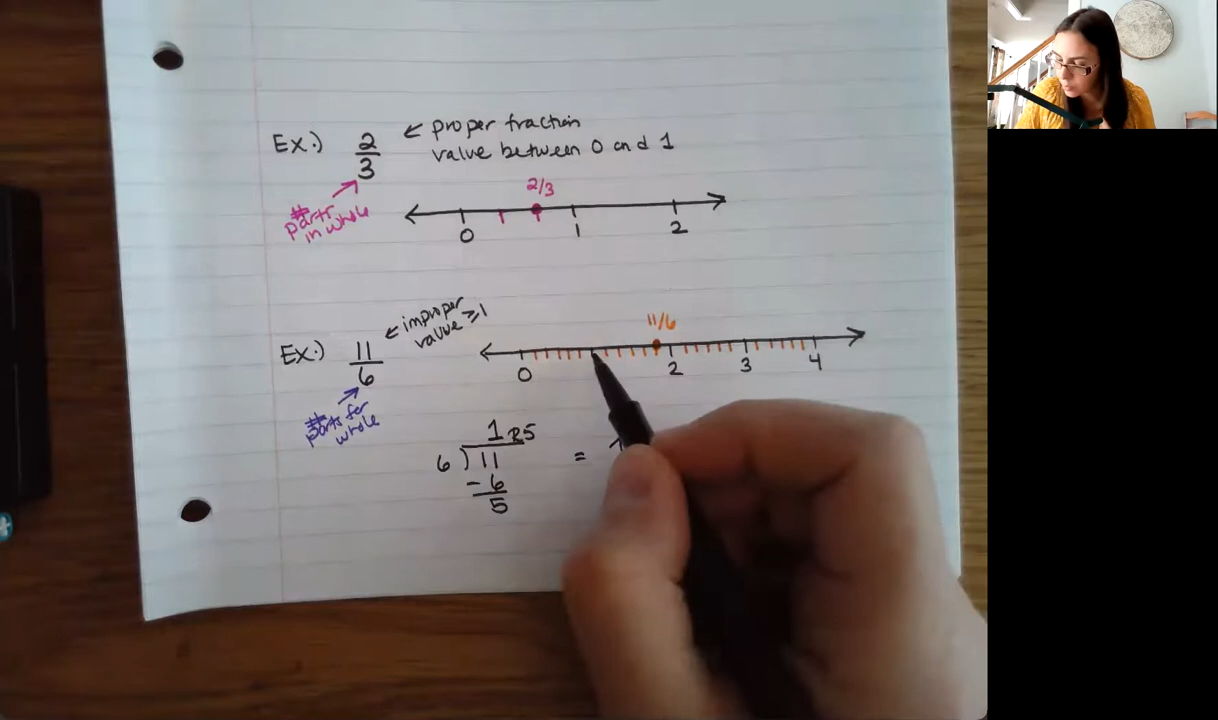 Ex.) 2/3 ← proper fraction
value between 0 and 1
# parts
in whole
2/3
0 1 2
Ex.) 11/6 ← improper
value ≥ 1
# parts for
whole
11/6
0 2 3 4
1 R5
6 ) 11 =
- 6
5